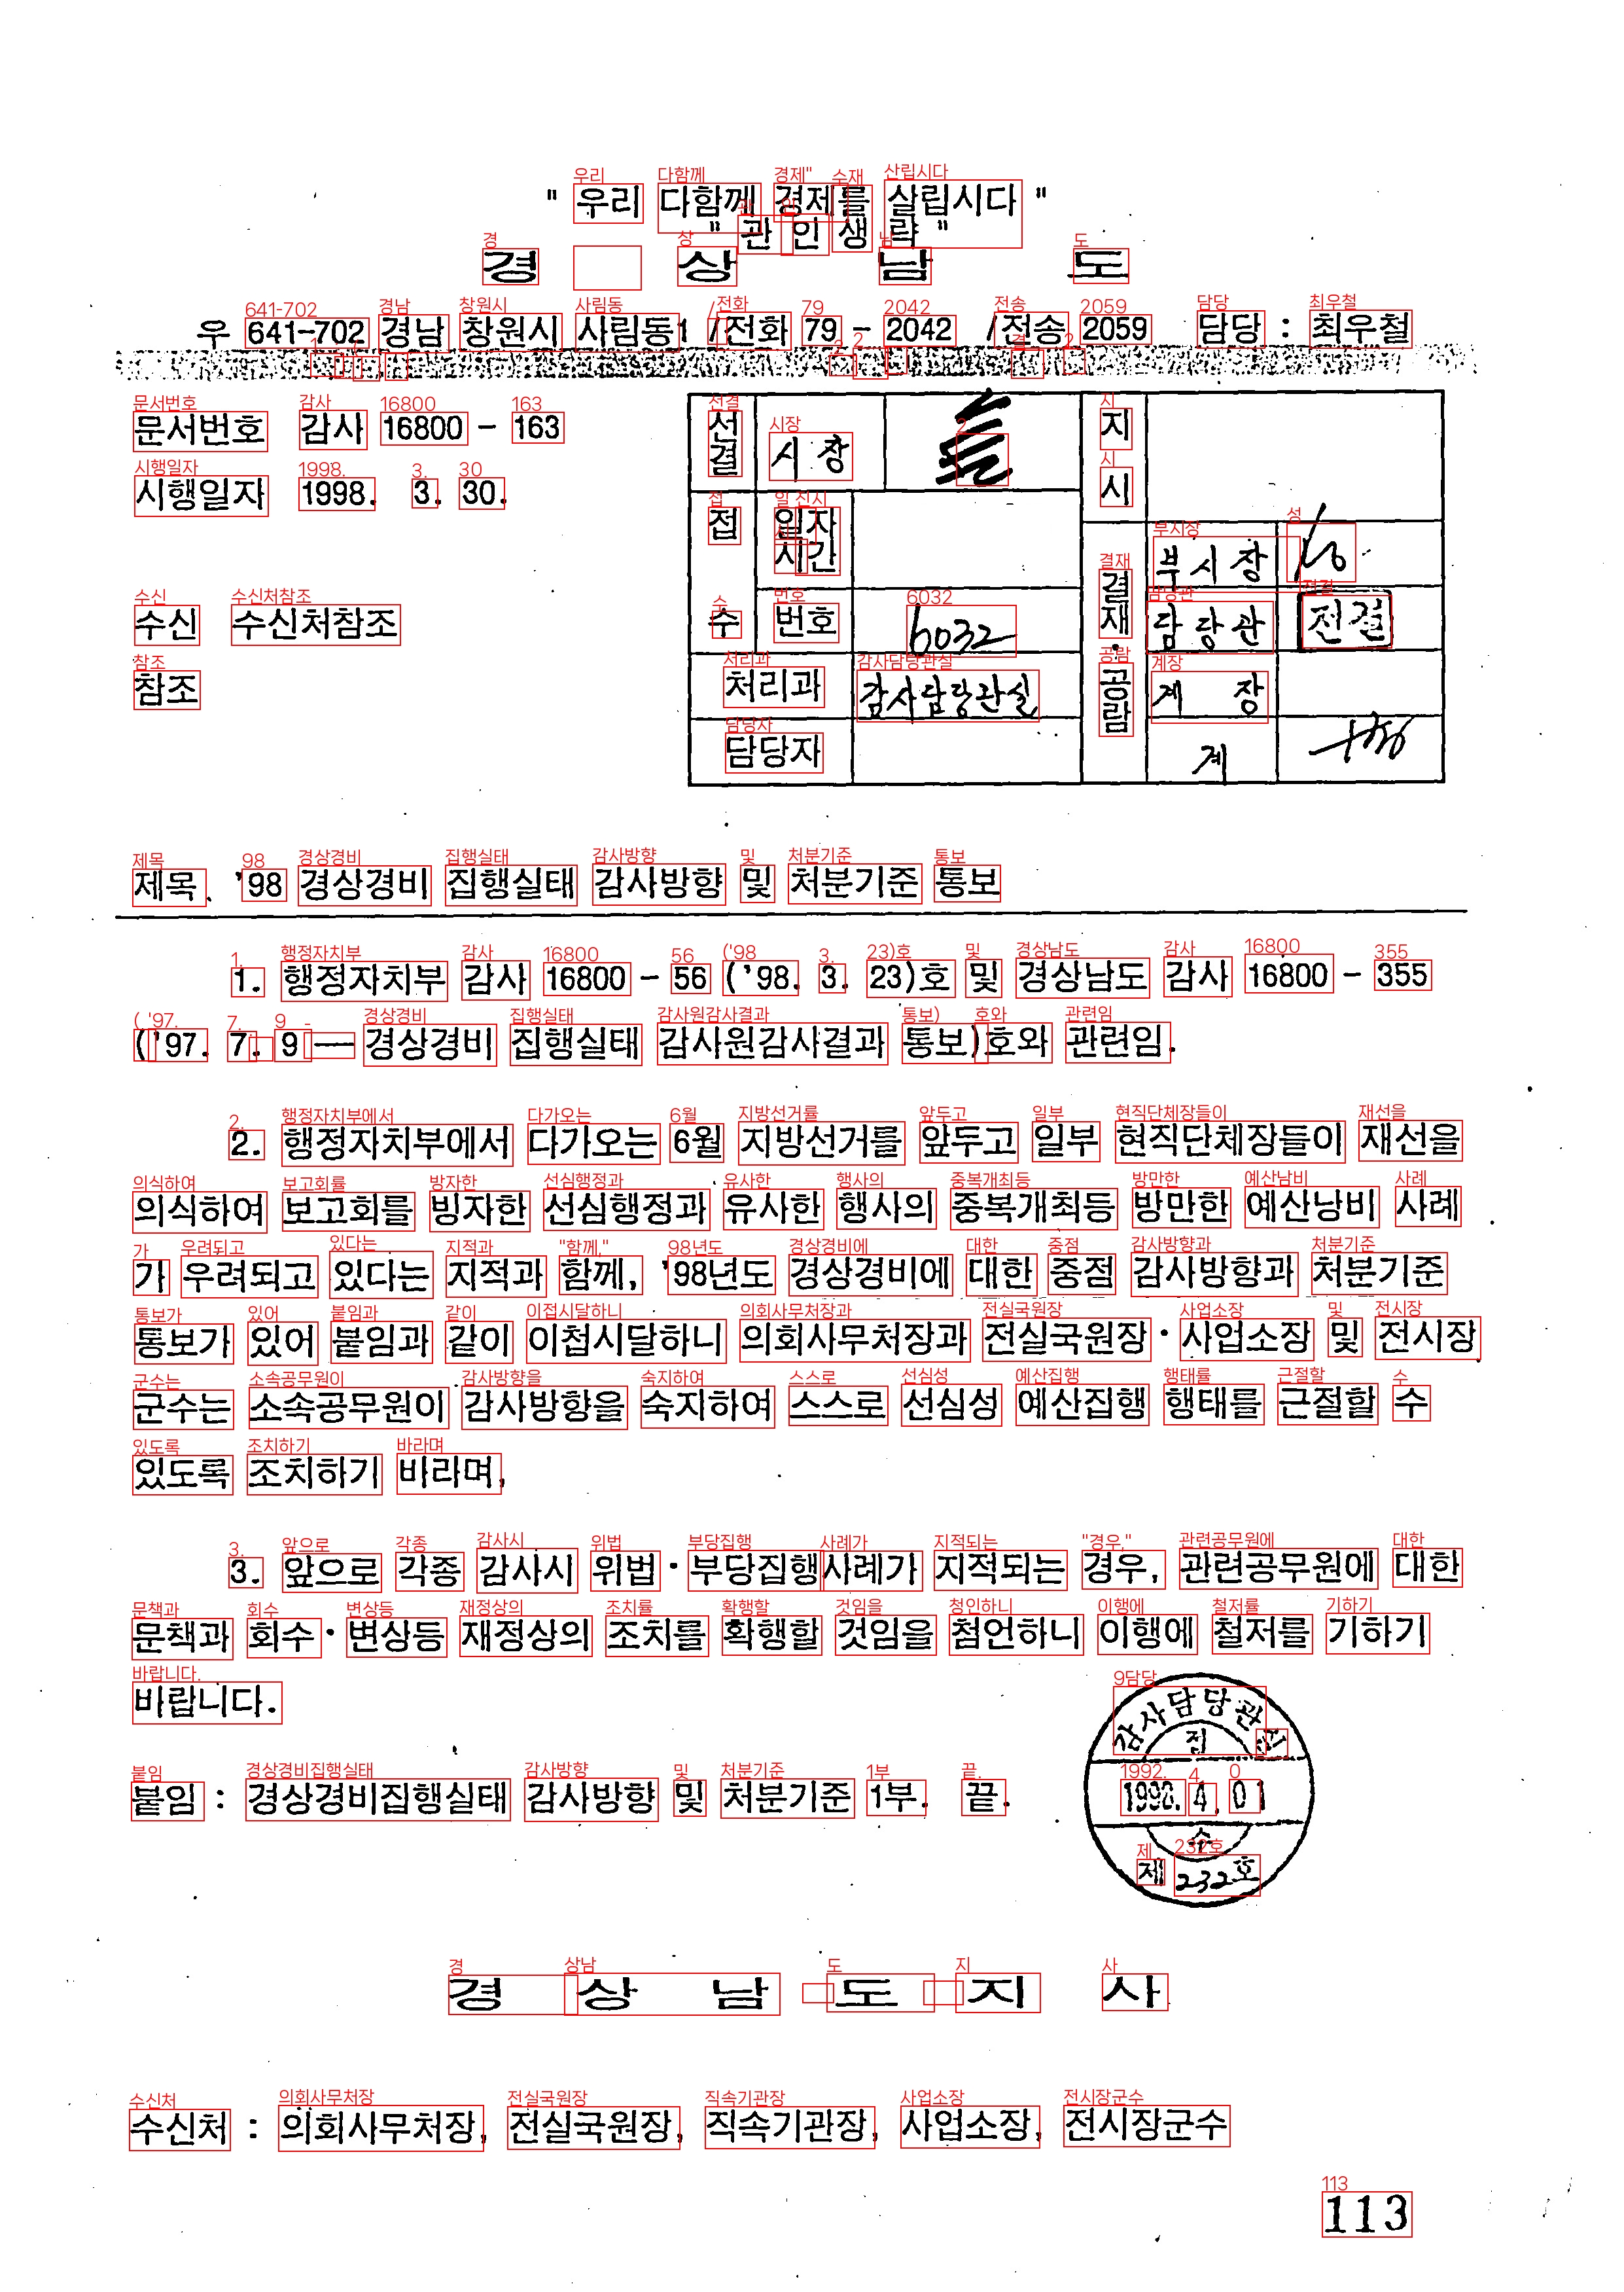 " 우리 다함께 경제를 살립시다 "
" 관 인 생 략 "
경 상 남 도
우 641-702 경남 창원시 사림동1 /전화 79 - 2042 /전송 2059 담당 : 최우철
문서번호 감사 16800 - 163
시행일자 1998. 3. 30.
수신 수신처참조
참조
선결 시장 지시
접수 일자시간
번호 6032
처리과 감사담당관실
담당자
결재·공람 부시장
담당관 전결
계장
계
제목. '98 경상경비 집행실태 감사방향 및 처분기준 통보
1. 행정자치부 감사 16800 - 56 ('98. 3. 23)호 및 경상남도 감사 16800 - 355
('97. 7. 9 — 경상경비 집행실태 감사원감사결과 통보)호와 관련임.
2. 행정자치부에서 다가오는 6월 지방선거를 앞두고 일부 현직단체장들이 재선을
의식하여 보고회를 빙자한 선심행정과 유사한 행사의 중복개최등 방만한 예산낭비 사례
가 우려되고 있다는 지적과 함께, '98년도 경상경비에 대한 중점 감사방향과 처분기준
통보가 있어 붙임과 같이 이첩시달하니 의회사무처장과 전실국원장·사업소장 및 전시장,
군수는 소속공무원이 감사방향을 숙지하여 스스로 선심성 예산집행 행태를 근절할 수
있도록 조치하기 바라며,
3. 앞으로 각종 감사시 위법·부당집행사례가 지적되는 경우, 관련공무원에 대한
문책과 회수·변상등 재정상의 조치를 확행할 것임을 첨언하니 이행에 철저를 기하기
바랍니다.
붙임 : 경상경비집행실태 감사방향 및 처분기준 1부. 끝.
감사담당관실
접
1998. 4. 01
수
제 232호
경 상 남 도 지 사
수신처 : 의회사무처장, 전실국원장, 직속기관장, 사업소장, 전시장군수
113